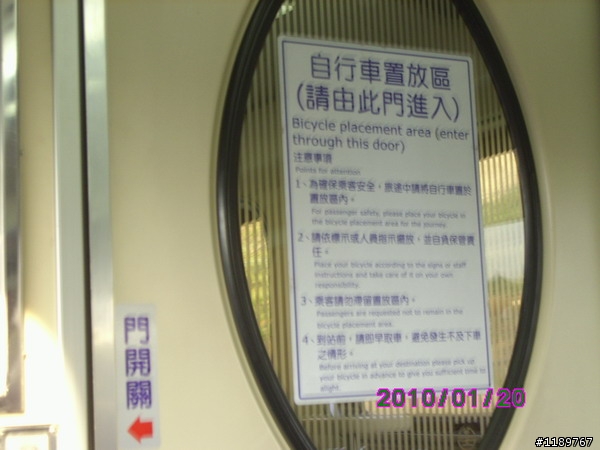 自行車置放區
(請由此門進入)
Bicycle placement area (enter
through this door)
注意事項
Points for attention
1、為確保乘客安全，旅途中請將自行車置於
置放區內。
For passenger safety, please place your bicycle in
the bicycle placement area for the journey.
2、請依標示或人員指示置放，並自負保管責
任。
Place your bicycle according to the signs or staff
instructions and take care of it on your own
responsibility.
3、乘客請勿滯留置放區內。
Passengers are requested not to remain in the
bicycle placement area.
4、到站前，請即早取車，避免發生不及下車
之情形。
Before arriving at your destination please pick up
your bicycle in advance to give you sufficient time to
alight.
門開關
2010/01/20
#1189767